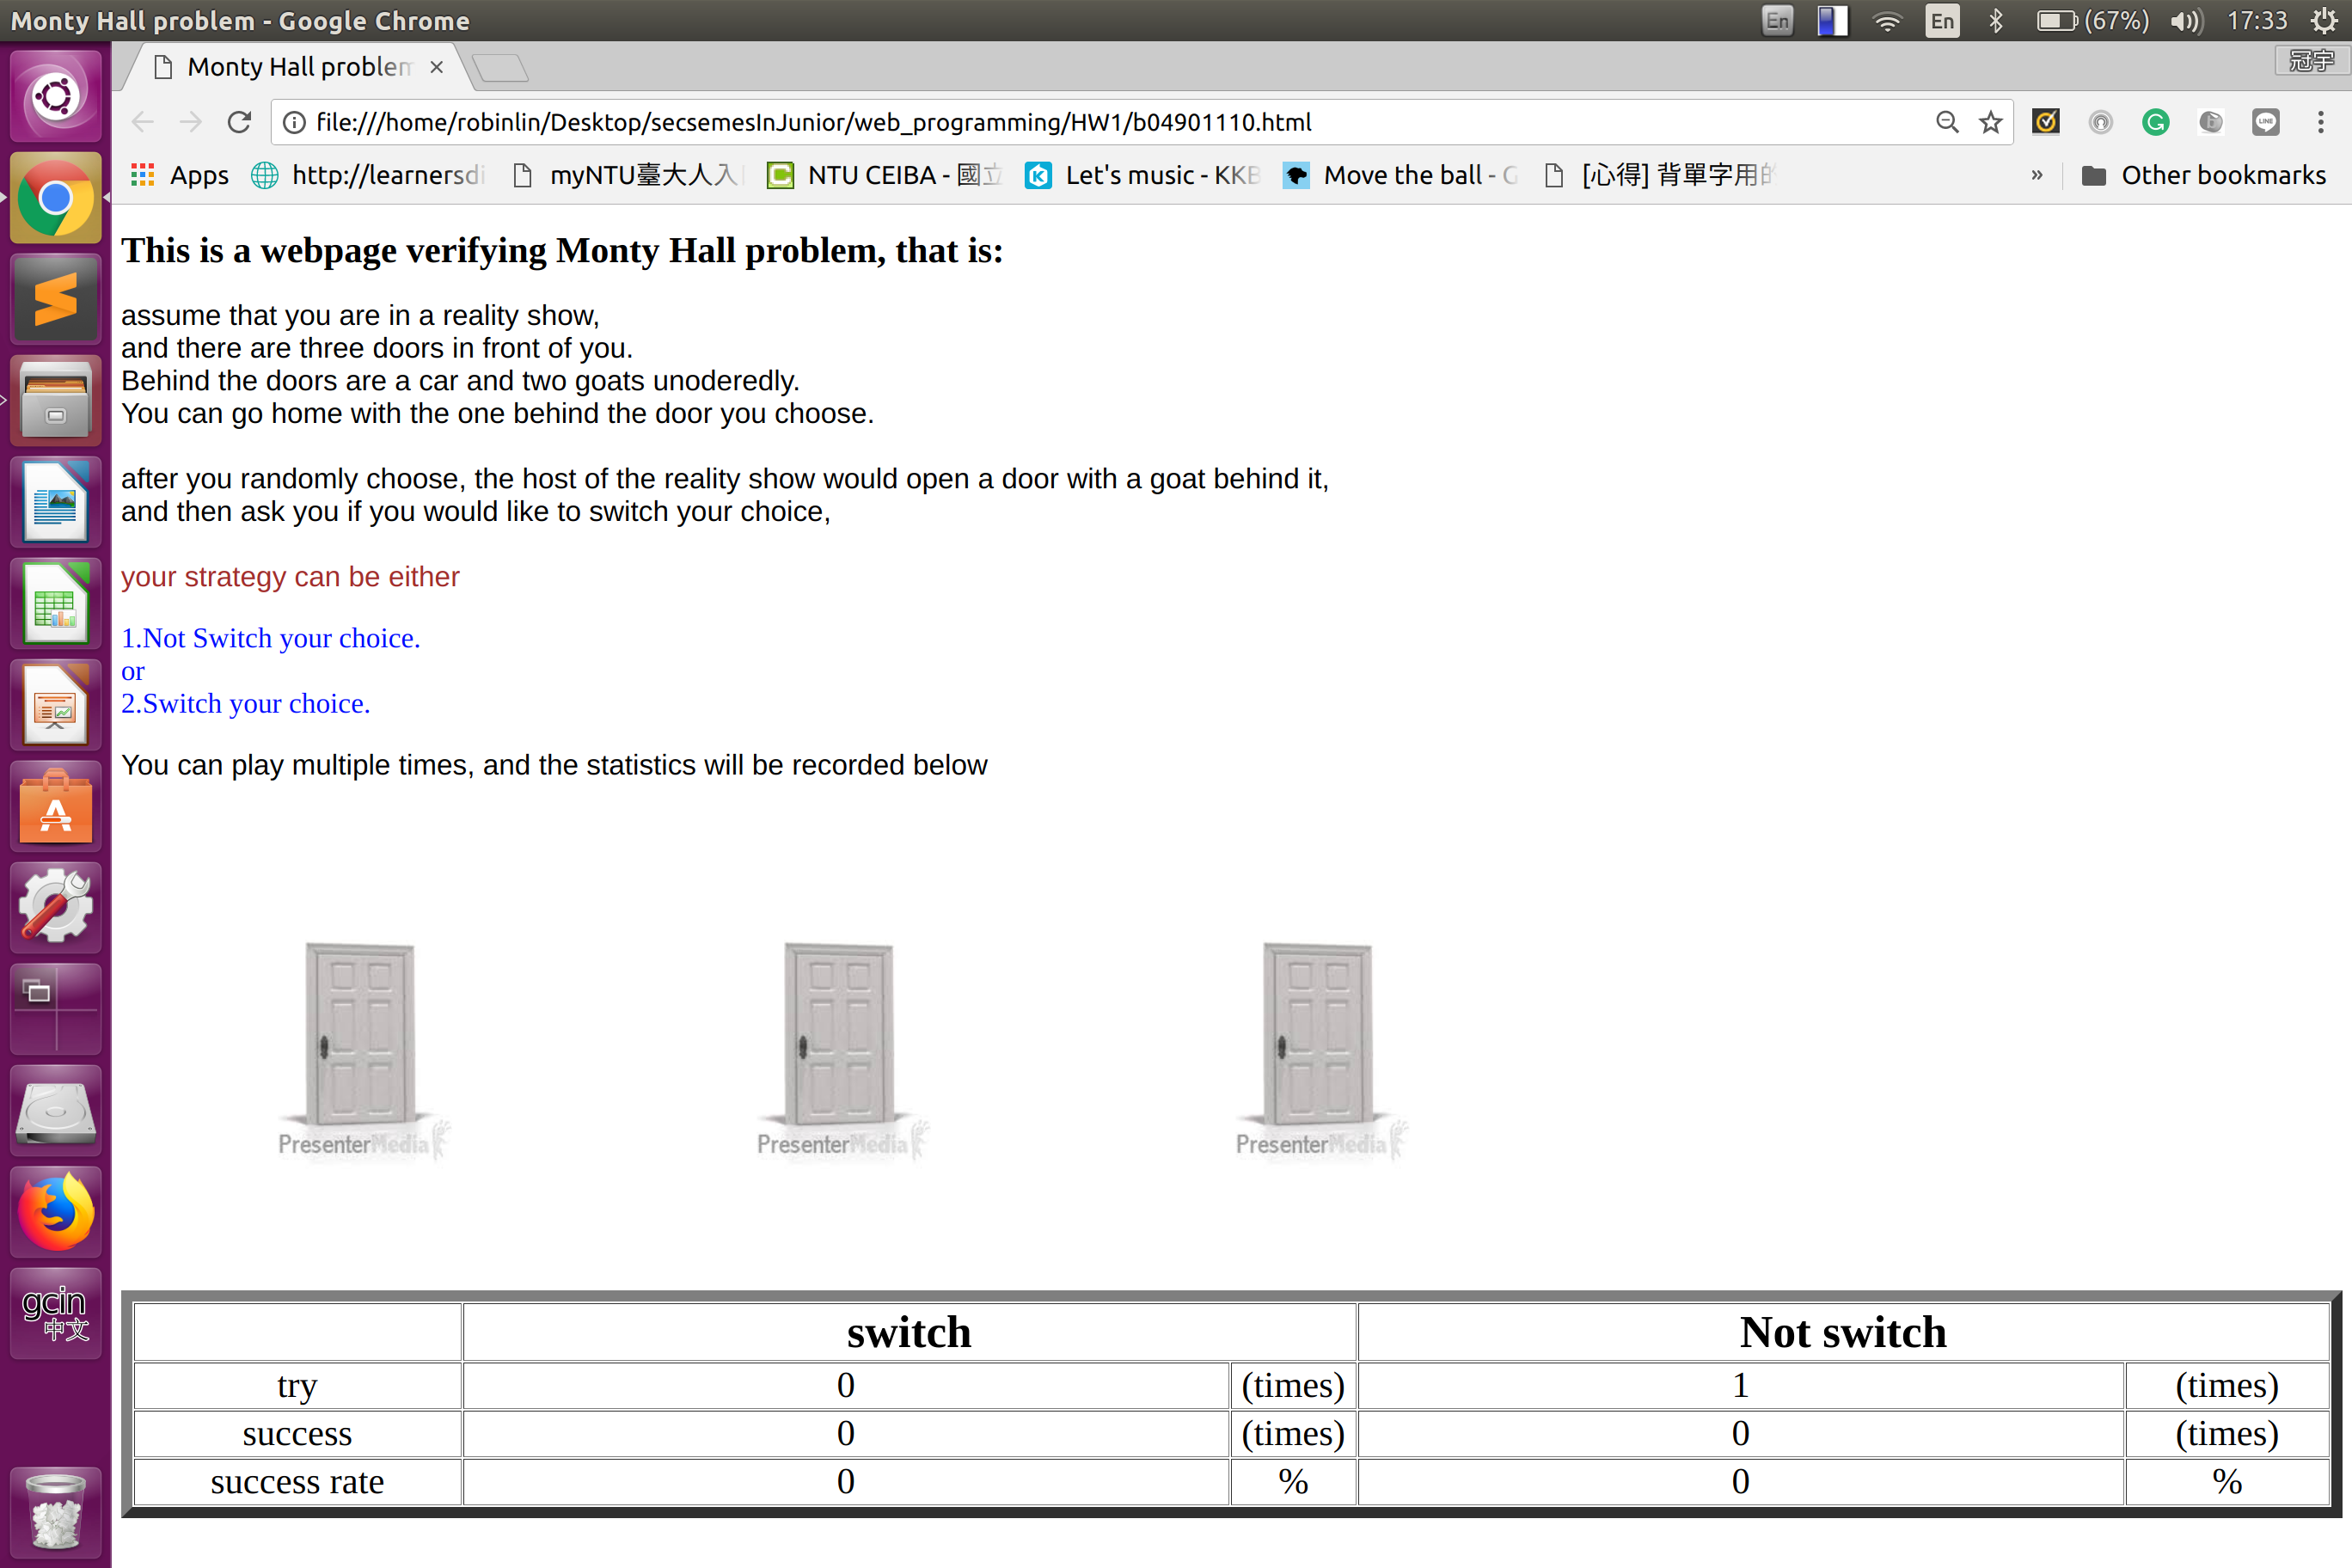 Monty Hall problem - Google Chrome
En
En
(67%)
17:33
Monty Hall problem
冠宇
file:///home/robinlin/Desktop/secsemesInJunior/web_programming/HW1/b04901110.html
LINE
Apps
http://learnersdi
myNTU臺大人入
NTU CEIBA - 國立
Let's music - KKB
Move the ball - G
[心得] 背單字用的
»
Other bookmarks
This is a webpage verifying Monty Hall problem, that is:
assume that you are in a reality show,
and there are three doors in front of you.
Behind the doors are a car and two goats unoderedly.
You can go home with the one behind the door you choose.
after you randomly choose, the host of the reality show would open a door with a goat behind it,
and then ask you if you would like to switch your choice,
your strategy can be either
1.Not Switch your choice.
or
2.Switch your choice.
You can play multiple times, and the statistics will be recorded below
PresenterMedia
PresenterMedia
PresenterMedia
gcin
中文
switch Not switch
try 0 (times) 1 (times)
success 0 (times) 0 (times)
success rate 0 % 0 %